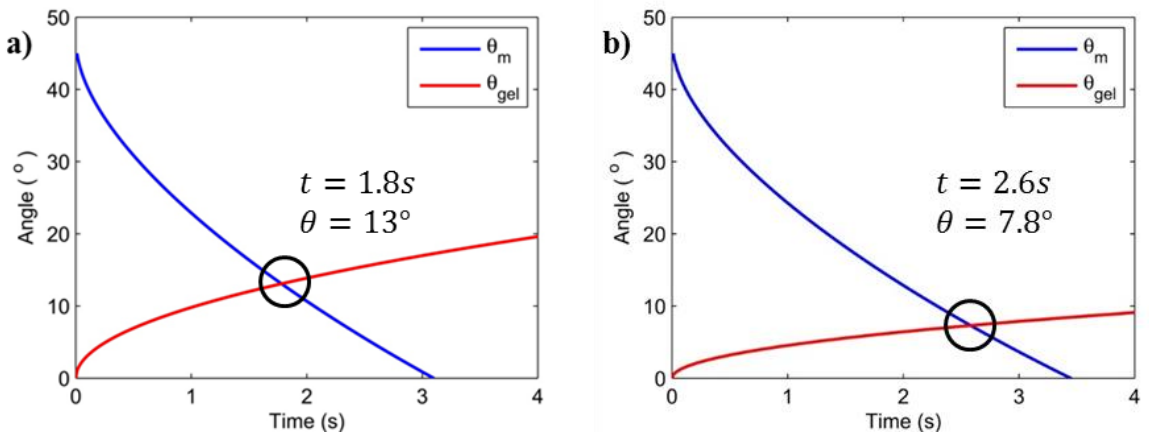 a)
50
40
30
20
10
0
Angle ( ° )
θm
θgel
t = 1.8s
θ = 13°
0 1 2 3 4
Time (s)
b)
50
40
30
20
10
0
Angle ( ° )
θm
θgel
t = 2.6s
θ = 7.8°
0 1 2 3 4
Time (s)